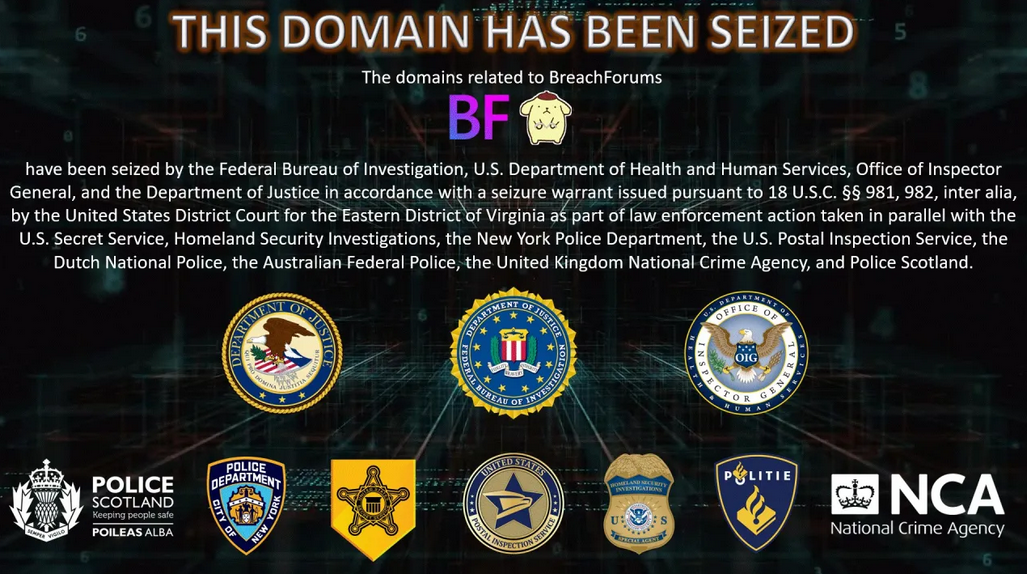 THIS DOMAIN HAS BEEN SEIZED
The domains related to BreachForums
BF
have been seized by the Federal Bureau of Investigation, U.S. Department of Health and Human Services, Office of Inspector
General, and the Department of Justice in accordance with a seizure warrant issued pursuant to 18 U.S.C. §§ 981, 982, inter alia,
by the United States District Court for the Eastern District of Virginia as part of law enforcement action taken in parallel with the
U.S. Secret Service, Homeland Security Investigations, the New York Police Department, the U.S. Postal Inspection Service, the
Dutch National Police, the Australian Federal Police, the United Kingdom National Crime Agency, and Police Scotland.
DEPARTMENT OF JUSTICE
QUI PRO DOMINA JUSTITIA SEQUITUR
DEPARTMENT OF JUSTICE
FEDERAL BUREAU OF INVESTIGATION
U.S. DEPARTMENT OF HEALTH & HUMAN SERVICES
OFFICE OF INSPECTOR GENERAL
OIG
SEMPER VIGILO
POLICE
SCOTLAND
Keeping people safe
POILEAS ALBA
POLICE
DEPARTMENT
CITY OF NEW YORK
UNITED STATES
POSTAL INSPECTION SERVICE
HOMELAND SECURITY
INVESTIGATIONS
U S
SPECIAL AGENT
POLITIE
NCA
National Crime Agency